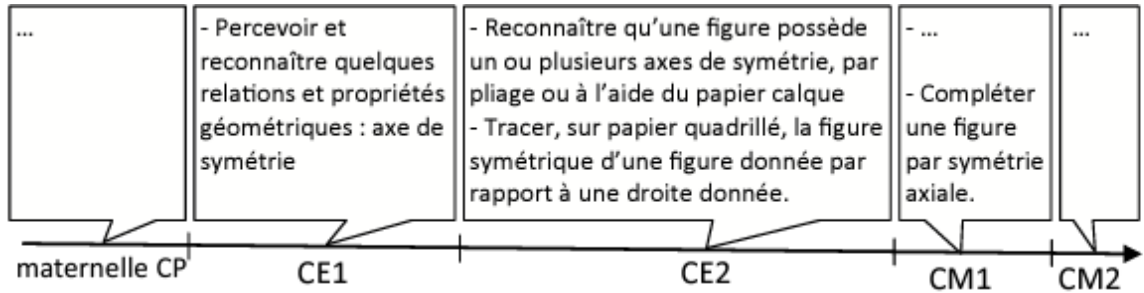 ...
- Percevoir et
reconnaître quelques
relations et propriétés
géométriques : axe de
symétrie
- Reconnaître qu'une figure possède
un ou plusieurs axes de symétrie, par
pliage ou à l'aide du papier calque
- Tracer, sur papier quadrillé, la figure
symétrique d'une figure donnée par
rapport à une droite donnée.
- ...
- Compléter
une figure
par symétrie
axiale.
...
maternelle CP
CE1
CE2
CM1
CM2